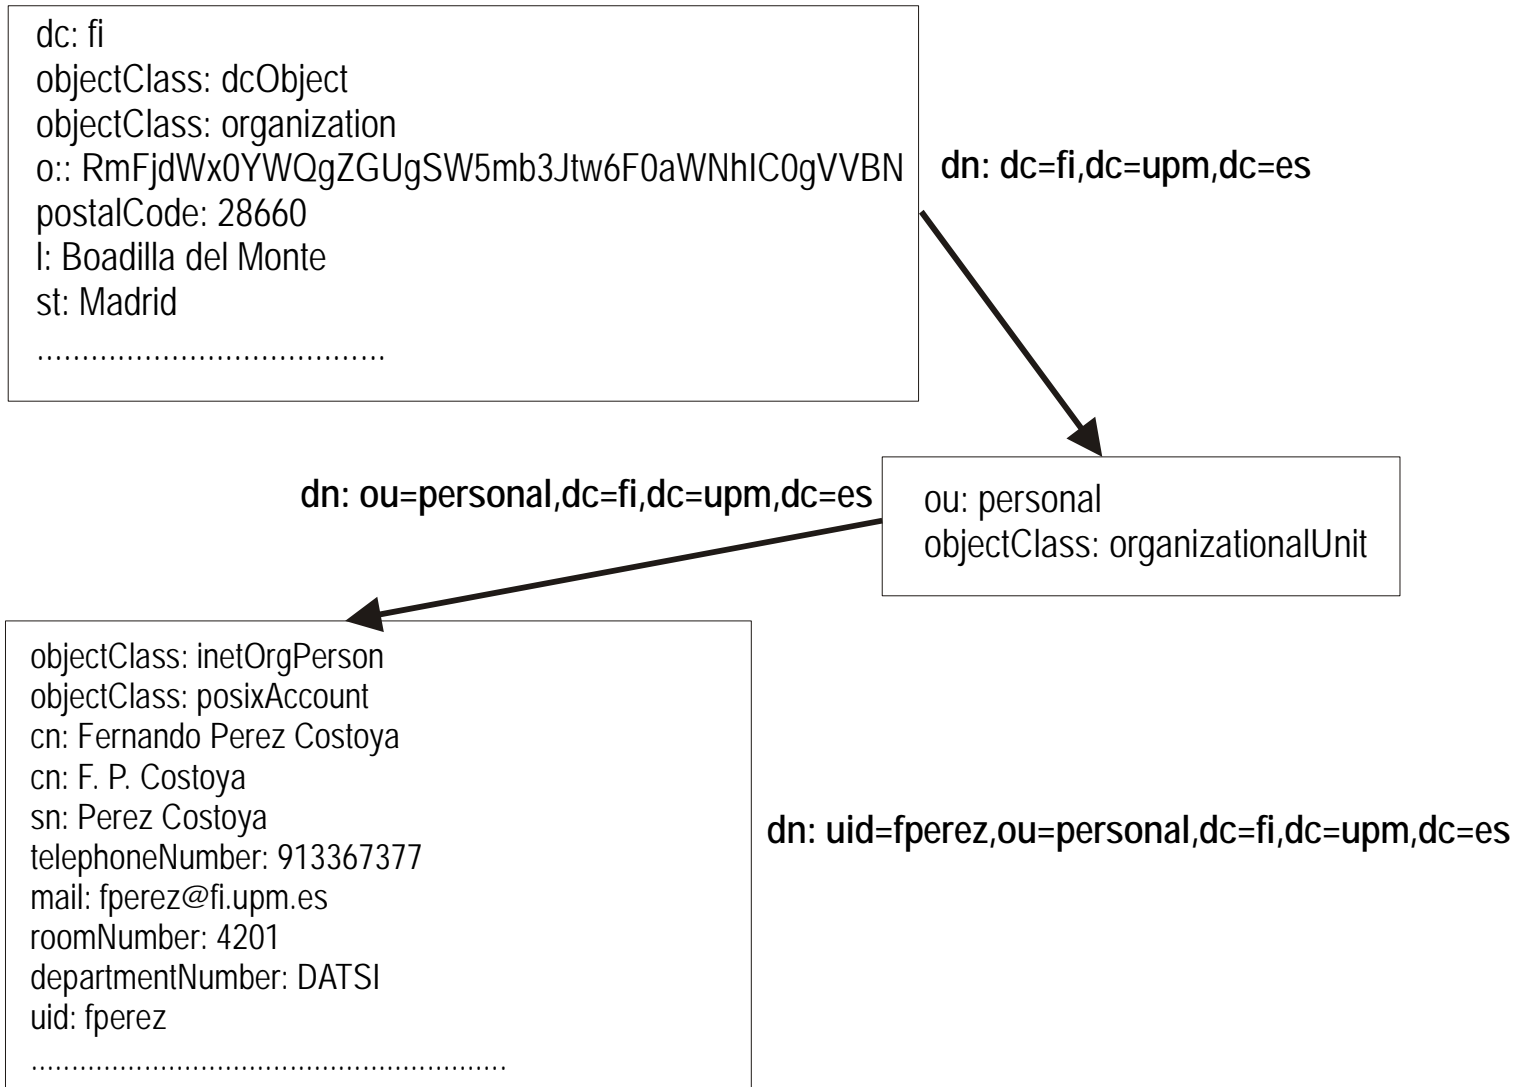 dc: fi
objectClass: dcObject
objectClass: organization
o:: RmFjdWx0YWQgZGUgSW5mb3Jtw6F0aWNhIC0gVVBN
postalCode: 28660
l: Boadilla del Monte
st: Madrid
.......................................
dn: dc=fi,dc=upm,dc=es
dn: ou=personal,dc=fi,dc=upm,dc=es
ou: personal
objectClass: organizationalUnit
objectClass: inetOrgPerson
objectClass: posixAccount
cn: Fernando Perez Costoya
cn: F. P. Costoya
sn: Perez Costoya
telephoneNumber: 913367377
mail: fperez@fi.upm.es
roomNumber: 4201
departmentNumber: DATSI
uid: fperez
...........................................................
dn: uid=fperez,ou=personal,dc=fi,dc=upm,dc=es